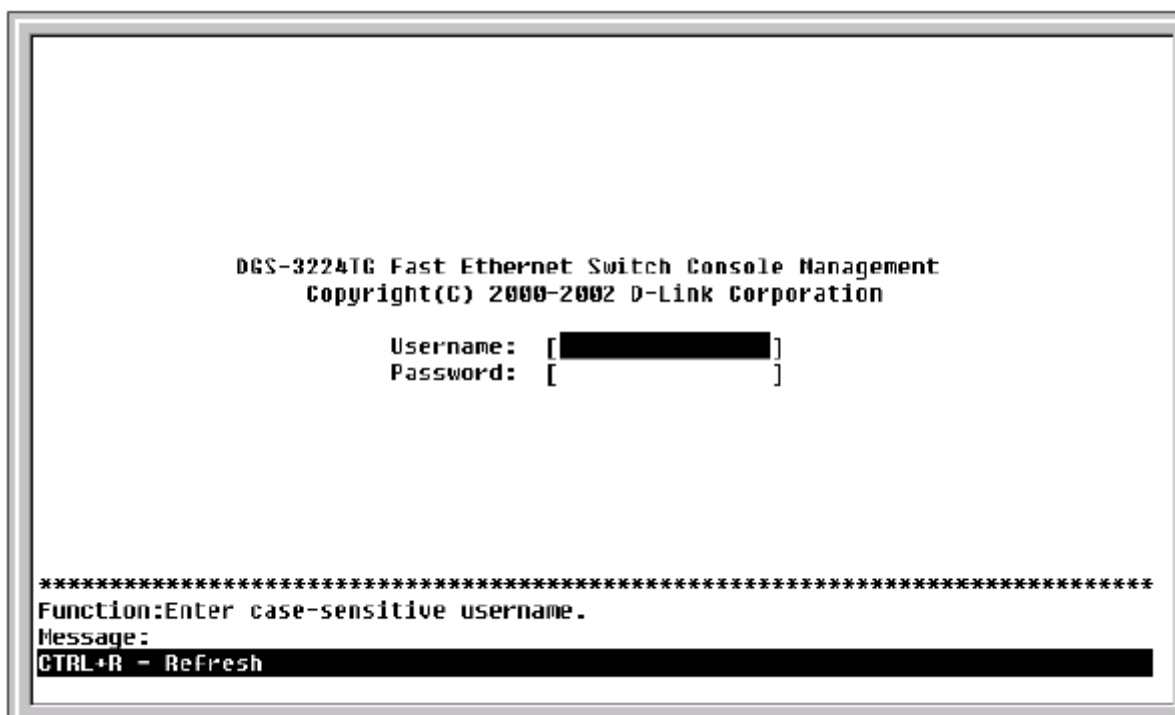 DGS-3224TG Fast Ethernet Switch Console Management
Copyright(C) 2000-2002 D-Link Corporation
Username: [ ]
Password: [ ]
********************************************************************************
Function:Enter case-sensitive username.
Message:
CTRL+R - Refresh